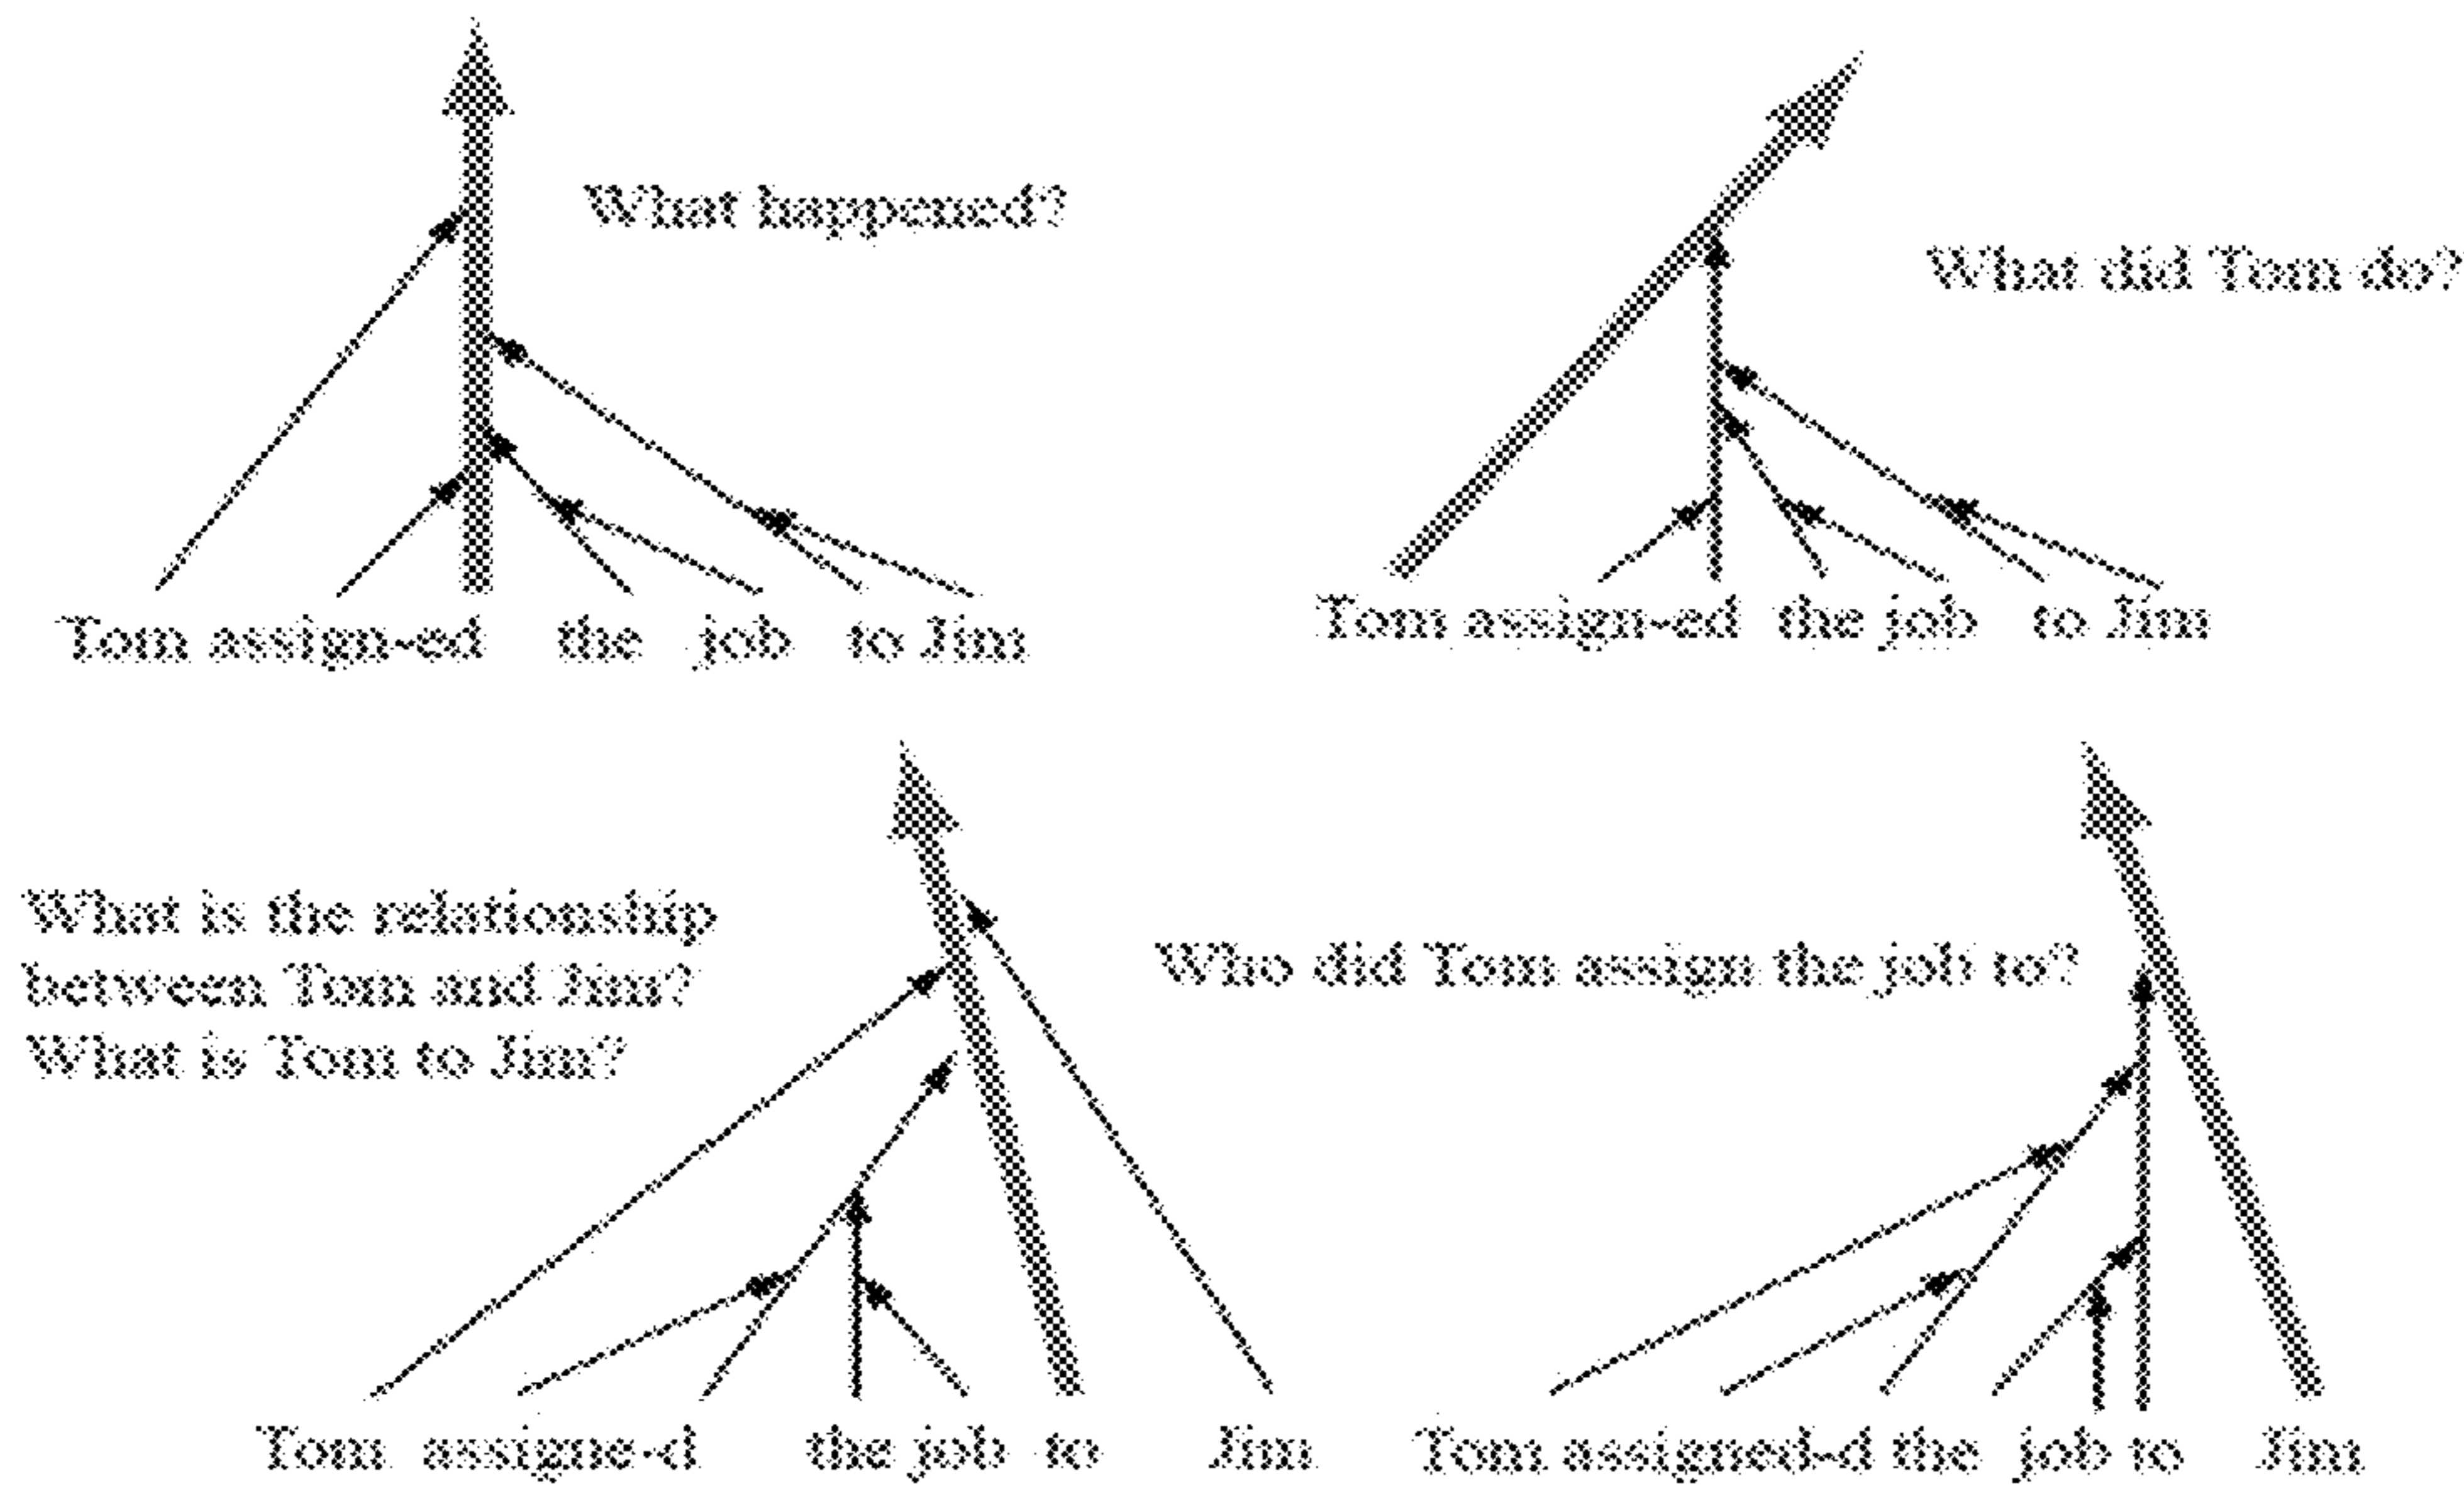 What happened?
What did Tom do?
Tom assign-ed the job to Jim
Tom assign-ed the job to Jim
What is the relationship
between Tom and Jim?
What is Tom to Jim?
Who did Tom assign the job to?
Tom assigne-d the job to Jim
Tom assigned-d the job to Jim